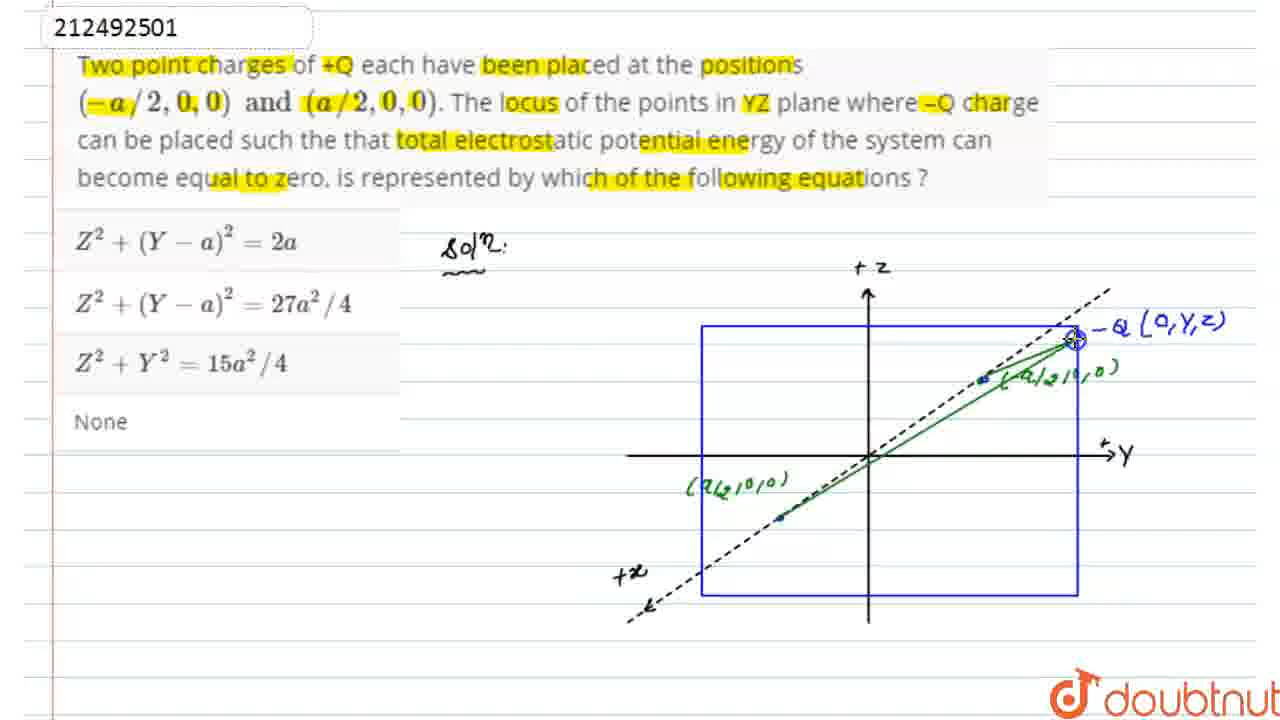 212492501
Two point charges of +Q each have been placed at the positions
(−a/2, 0, 0) and (a/2, 0, 0). The locus of the points in YZ plane where –Q charge
can be placed such the that total electrostatic potential energy of the system can
become equal to zero, is represented by which of the following equations ?
Z² + (Y − a)² = 2a
Z² + (Y − a)² = 27a²/4
Z² + Y² = 15a²/4
None
Soln:
+ z
−Q (0, Y, Z)
(a/2, 0, 0)
+ Y
(a/2, 0, 0)
+x
doubtnut